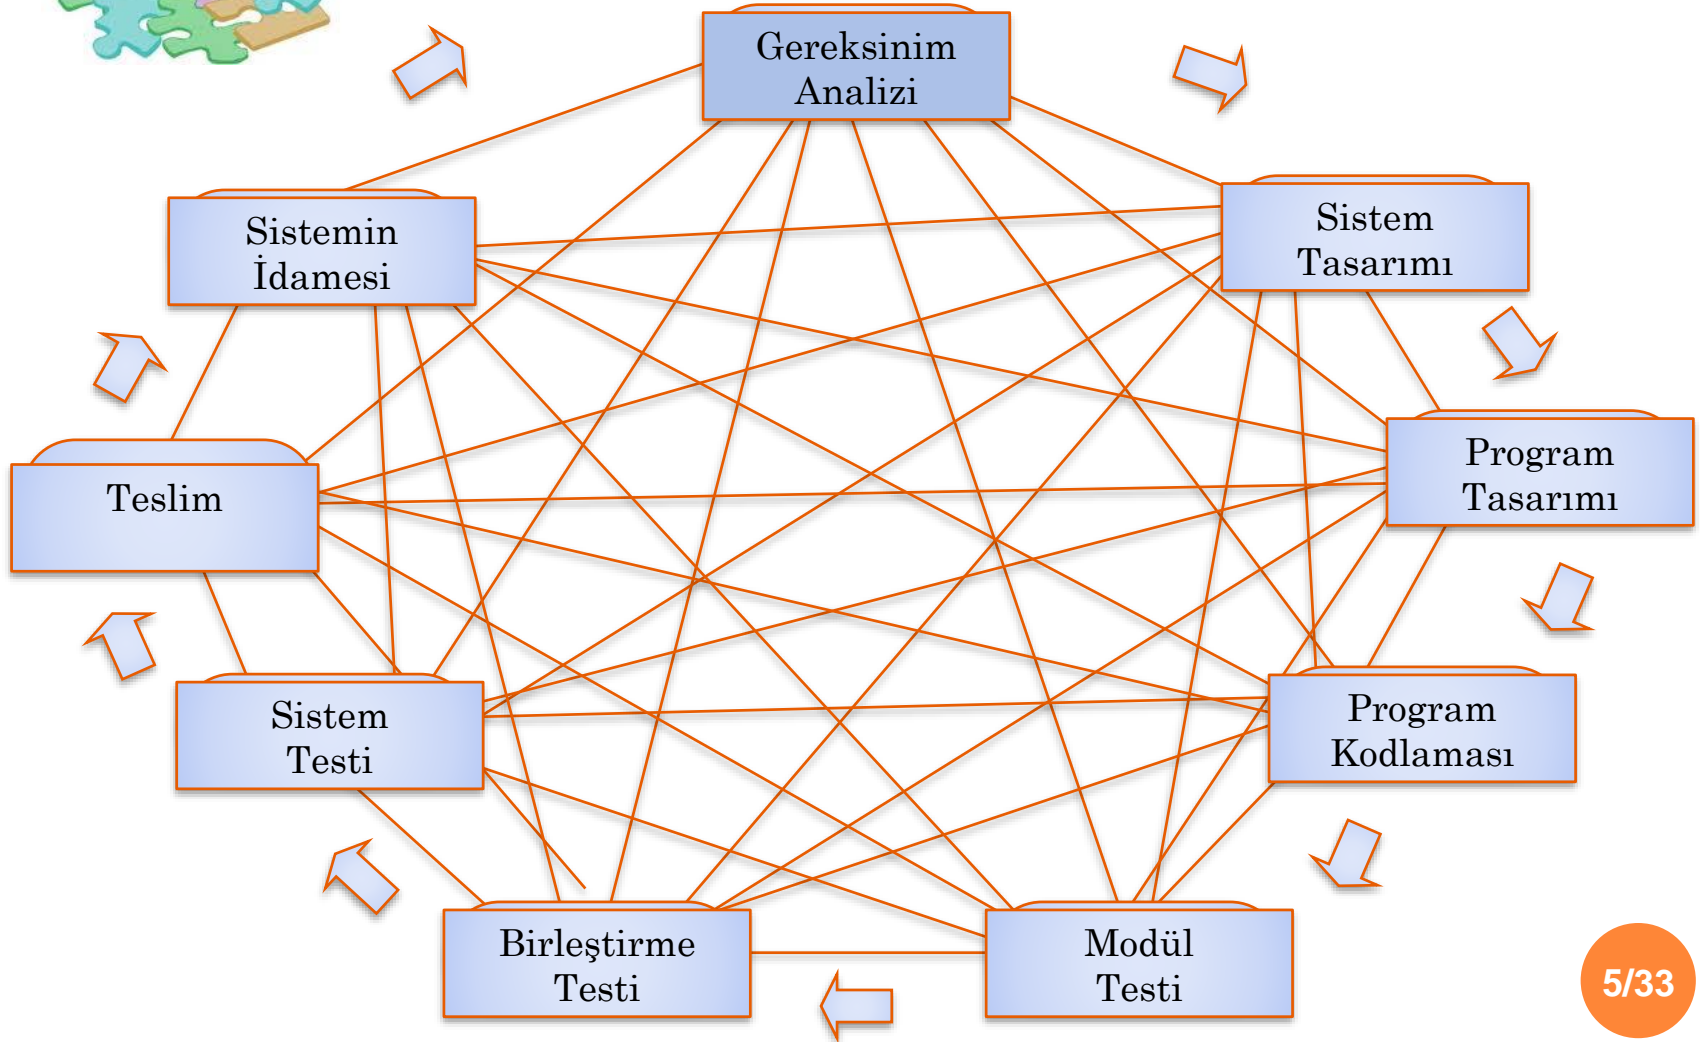 Gereksinim
Analizi
Sistemin
İdamesi
Sistem
Tasarımı
Teslim
Program
Tasarımı
Sistem
Testi
Program
Kodlaması
Birleştirme
Testi
Modül
Testi
5/33